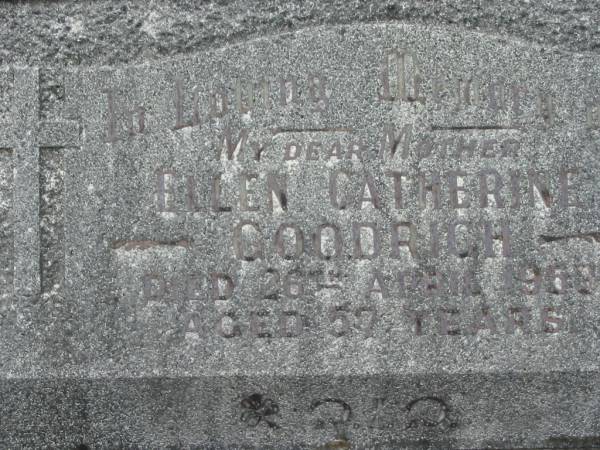 In Loving Memory
My dear Mother
Ellen Catherine
Goodrich
Died 26th April
Aged 57 Years